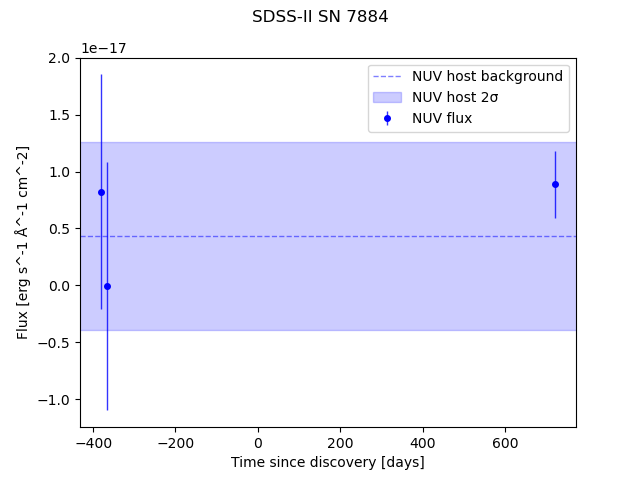 SDSS-II SN 7884
1e−17
2.0
1.5
1.0
0.5
0.0
−0.5
−1.0
Flux [erg s^-1 Å^-1 cm^-2]
NUV host background
NUV host 2σ
NUV flux
−400
−200
0
200
400
600
Time since discovery [days]